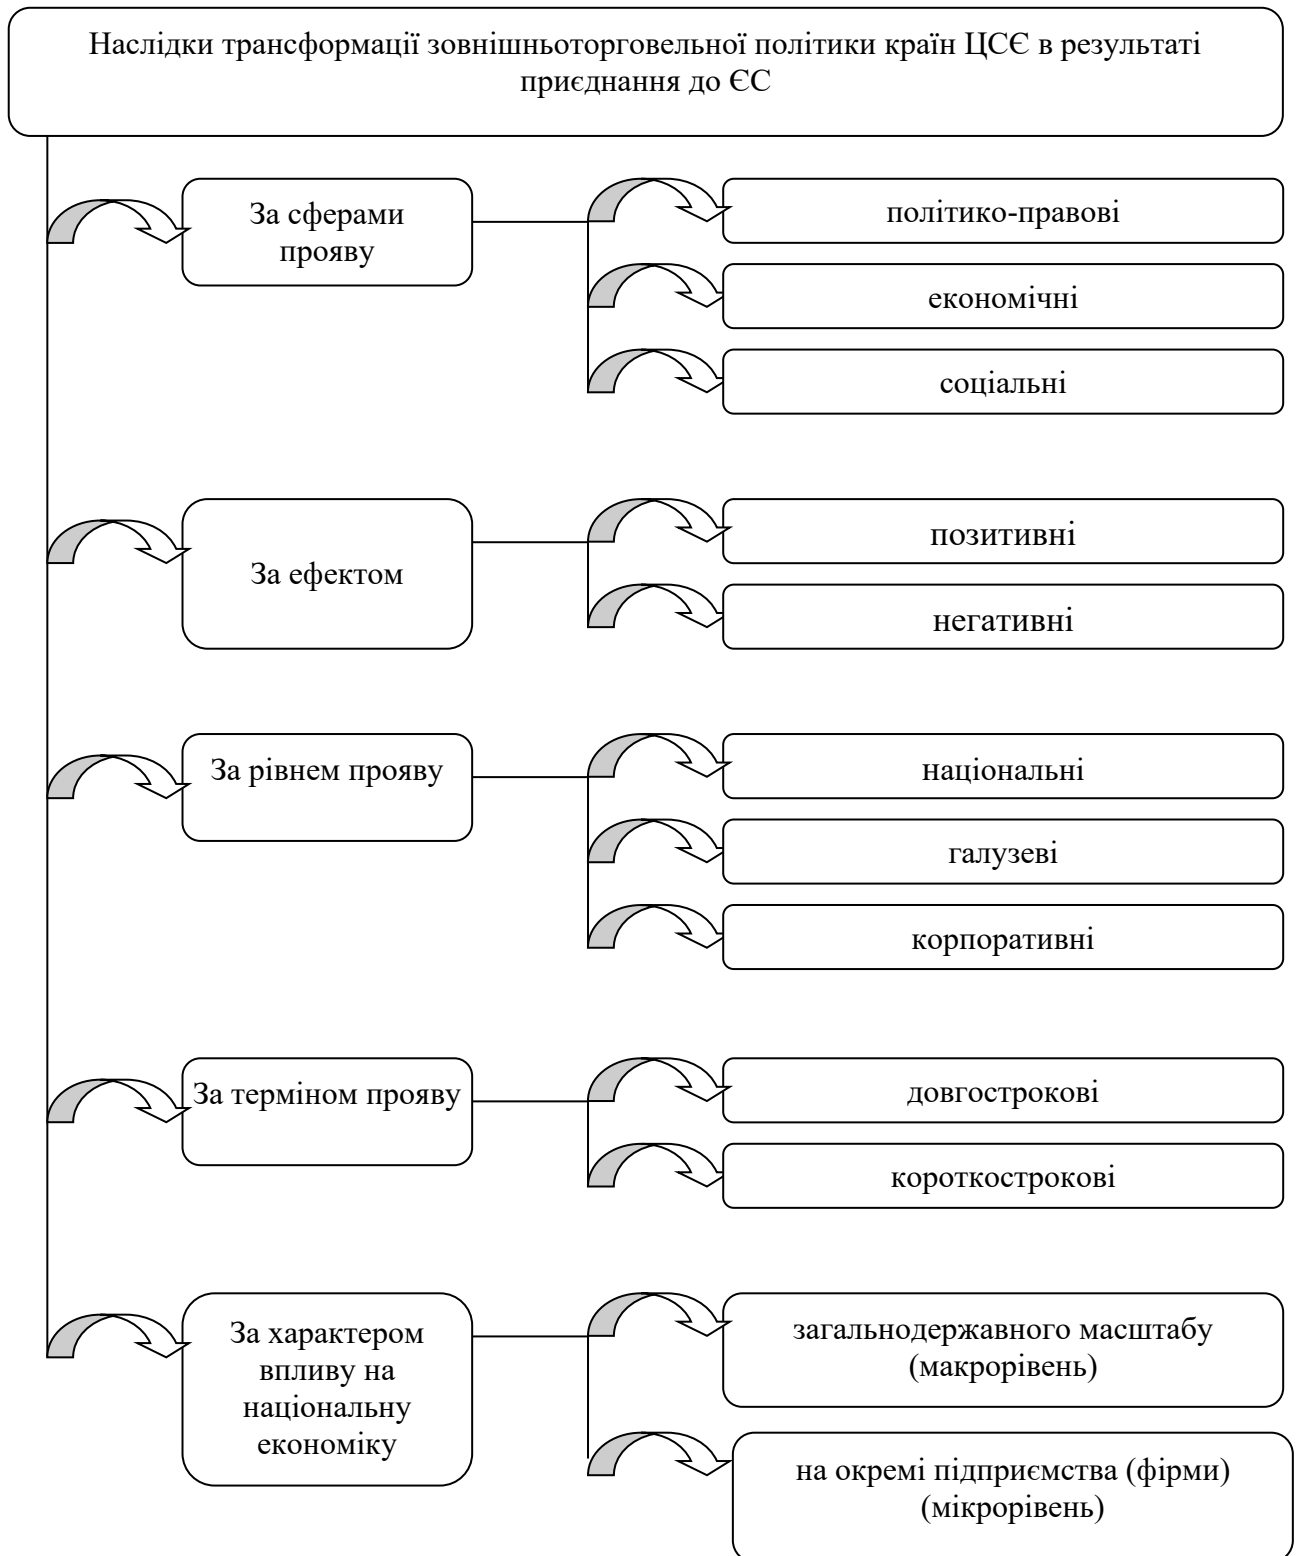 Наслідки трансформації зовнішньоторговельної політики країн ЦСЄ в результаті
приєднання до ЄС
За сферами
прояву
політико-правові
економічні
соціальні
За ефектом
позитивні
негативні
За рівнем прояву
національні
галузеві
корпоративні
За терміном прояву
довгострокові
короткострокові
За характером
впливу на
національну
економіку
загальнодержавного масштабу
(макрорівень)
на окремі підприємства (фірми)
(мікрорівень)